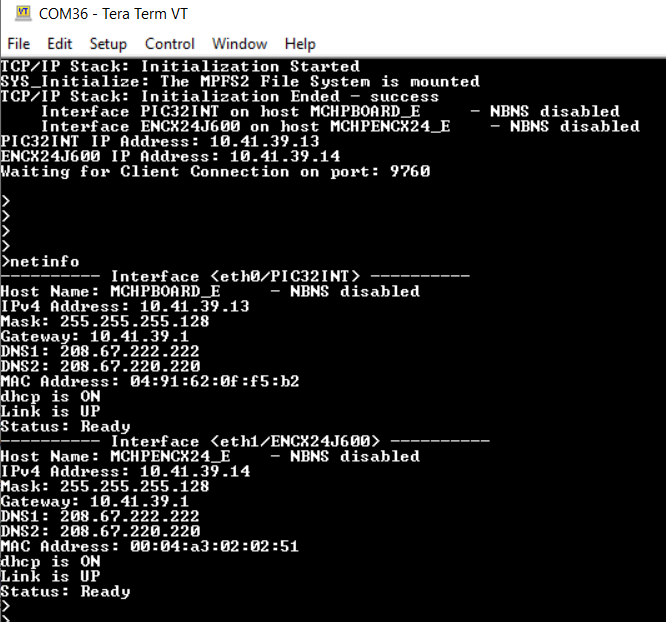 VT COM36 - Tera Term VT
File Edit Setup Control Window Help
TCP/IP Stack: Initialization Started
SYS_Initialize: The MPFS2 File System is mounted
TCP/IP Stack: Initialization Ended - success
    Interface PIC32INT on host MCHPBOARD_E     - NBNS disabled
    Interface ENCX24J600 on host MCHPENCX24_E    - NBNS disabled
PIC32INT IP Address: 10.41.39.13
ENCX24J600 IP Address: 10.41.39.14
Waiting for Client Connection on port: 9760
>
>
>
>
>netinfo
---------- Interface <eth0/PIC32INT> ----------
Host Name: MCHPBOARD_E     - NBNS disabled
IPv4 Address: 10.41.39.13
Mask: 255.255.255.128
Gateway: 10.41.39.1
DNS1: 208.67.222.222
DNS2: 208.67.220.220
MAC Address: 04:91:62:0f:f5:b2
dhcp is ON
Link is UP
Status: Ready
---------- Interface <eth1/ENCX24J600> ----------
Host Name: MCHPENCX24_E    - NBNS disabled
IPv4 Address: 10.41.39.14
Mask: 255.255.255.128
Gateway: 10.41.39.1
DNS1: 208.67.222.222
DNS2: 208.67.220.220
MAC Address: 00:04:a3:02:02:51
dhcp is ON
Link is UP
Status: Ready
>
>